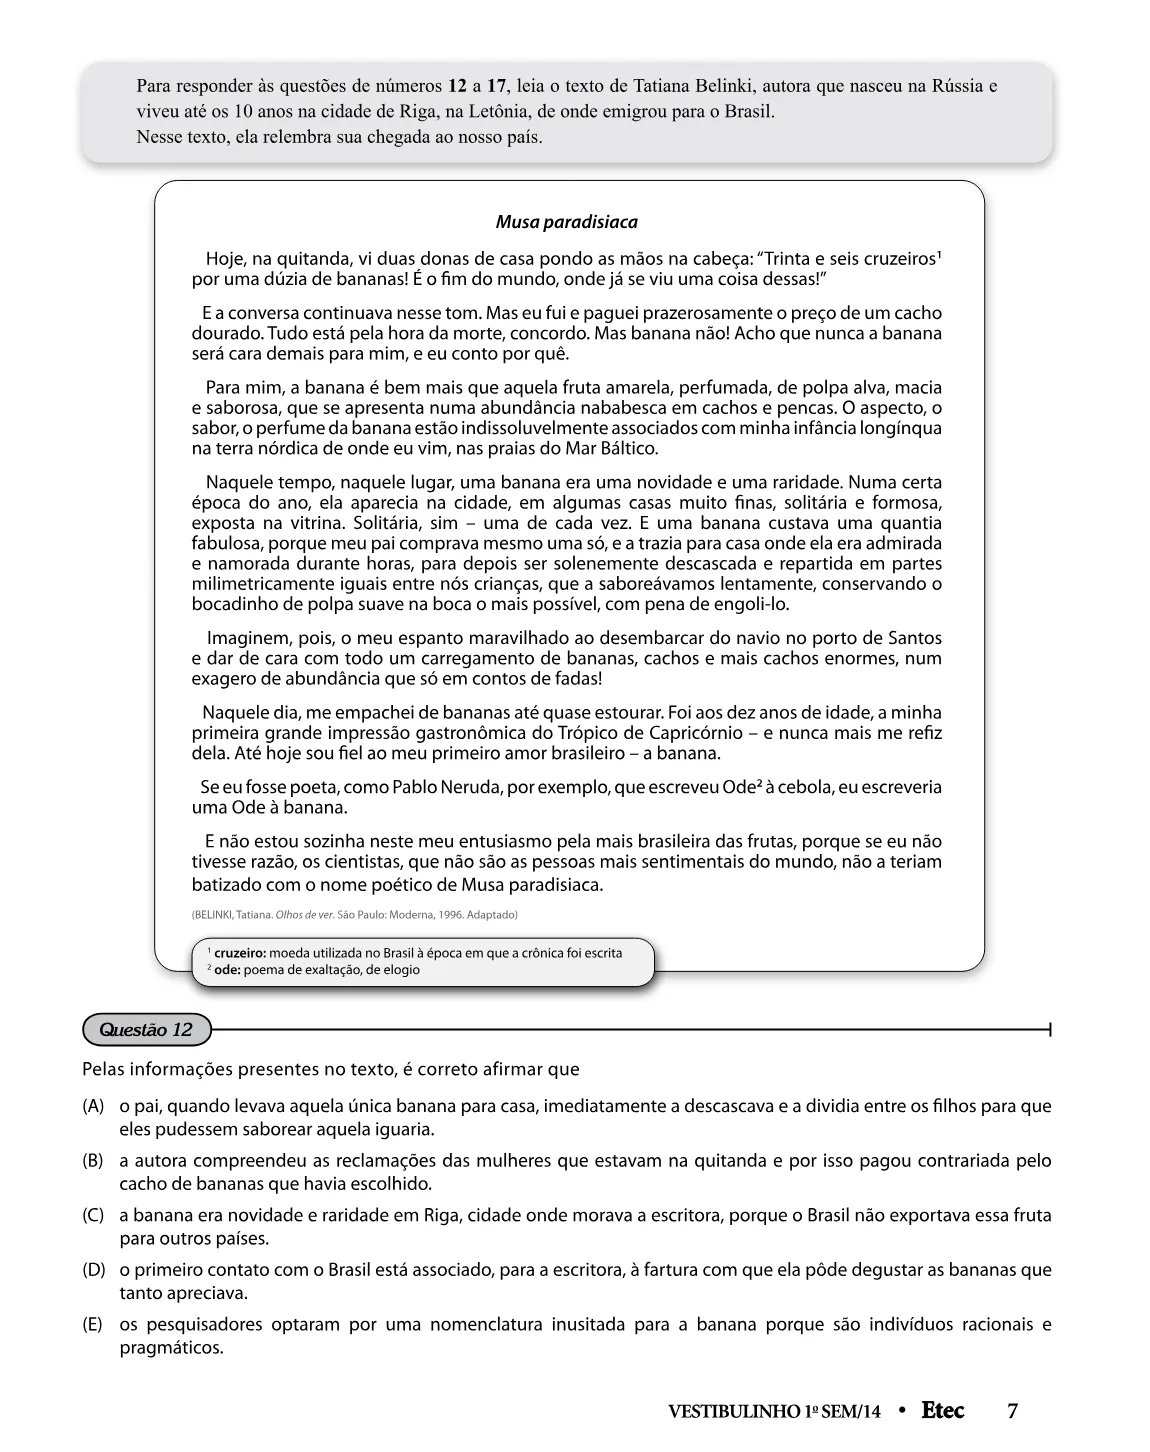 Para responder às questões de números 12 a 17, leia o texto de Tatiana Belinki, autora que nasceu na Rússia e
viveu até os 10 anos na cidade de Riga, na Letônia, de onde emigrou para o Brasil.
Nesse texto, ela relembra sua chegada ao nosso país.
Musa paradisiaca
Hoje, na quitanda, vi duas donas de casa pondo as mãos na cabeça: “Trinta e seis cruzeiros¹
por uma dúzia de bananas! É o fim do mundo, onde já se viu uma coisa dessas!”
E a conversa continuava nesse tom. Mas eu fui e paguei prazerosamente o preço de um cacho
dourado. Tudo está pela hora da morte, concordo. Mas banana não! Acho que nunca a banana
será cara demais para mim, e eu conto por quê.
Para mim, a banana é bem mais que aquela fruta amarela, perfumada, de polpa alva, macia
e saborosa, que se apresenta numa abundância nababesca em cachos e pencas. O aspecto, o
sabor, o perfume da banana estão indissoluvelmente associados com minha infância longínqua
na terra nórdica de onde eu vim, nas praias do Mar Báltico.
Naquele tempo, naquele lugar, uma banana era uma novidade e uma raridade. Numa certa
época do ano, ela aparecia na cidade, em algumas casas muito finas, solitária e formosa,
exposta na vitrina. Solitária, sim – uma de cada vez. E uma banana custava uma quantia
fabulosa, porque meu pai comprava mesmo uma só, e a trazia para casa onde ela era admirada
e namorada durante horas, para depois ser solenemente descascada e repartida em partes
milimetricamente iguais entre nós crianças, que a saboreávamos lentamente, conservando o
bocadinho de polpa suave na boca o mais possível, com pena de engoli-lo.
Imaginem, pois, o meu espanto maravilhado ao desembarcar do navio no porto de Santos
e dar de cara com todo um carregamento de bananas, cachos e mais cachos enormes, num
exagero de abundância que só em contos de fadas!
Naquele dia, me empachei de bananas até quase estourar. Foi aos dez anos de idade, a minha
primeira grande impressão gastronômica do Trópico de Capricórnio – e nunca mais me refiz
dela. Até hoje sou fiel ao meu primeiro amor brasileiro – a banana.
Se eu fosse poeta, como Pablo Neruda, por exemplo, que escreveu Ode² à cebola, eu escreveria
uma Ode à banana.
E não estou sozinha neste meu entusiasmo pela mais brasileira das frutas, porque se eu não
tivesse razão, os cientistas, que não são as pessoas mais sentimentais do mundo, não a teriam
batizado com o nome poético de Musa paradisiaca.
(BELINKI, Tatiana. Olhos de ver. São Paulo: Moderna, 1996. Adaptado)
¹ cruzeiro: moeda utilizada no Brasil à época em que a crônica foi escrita
² ode: poema de exaltação, de elogio
Questão 12
Pelas informações presentes no texto, é correto afirmar que
(A) o pai, quando levava aquela única banana para casa, imediatamente a descascava e a dividia entre os filhos para que
eles pudessem saborear aquela iguaria.
(B) a autora compreendeu as reclamações das mulheres que estavam na quitanda e por isso pagou contrariada pelo
cacho de bananas que havia escolhido.
(C) a banana era novidade e raridade em Riga, cidade onde morava a escritora, porque o Brasil não exportava essa fruta
para outros países.
(D) o primeiro contato com o Brasil está associado, para a escritora, à fartura com que ela pôde degustar as bananas que
tanto apreciava.
(E) os pesquisadores optaram por uma nomenclatura inusitada para a banana porque são indivíduos racionais e
pragmáticos.
VESTIBULINHO 1º SEM/14 • Etec 7